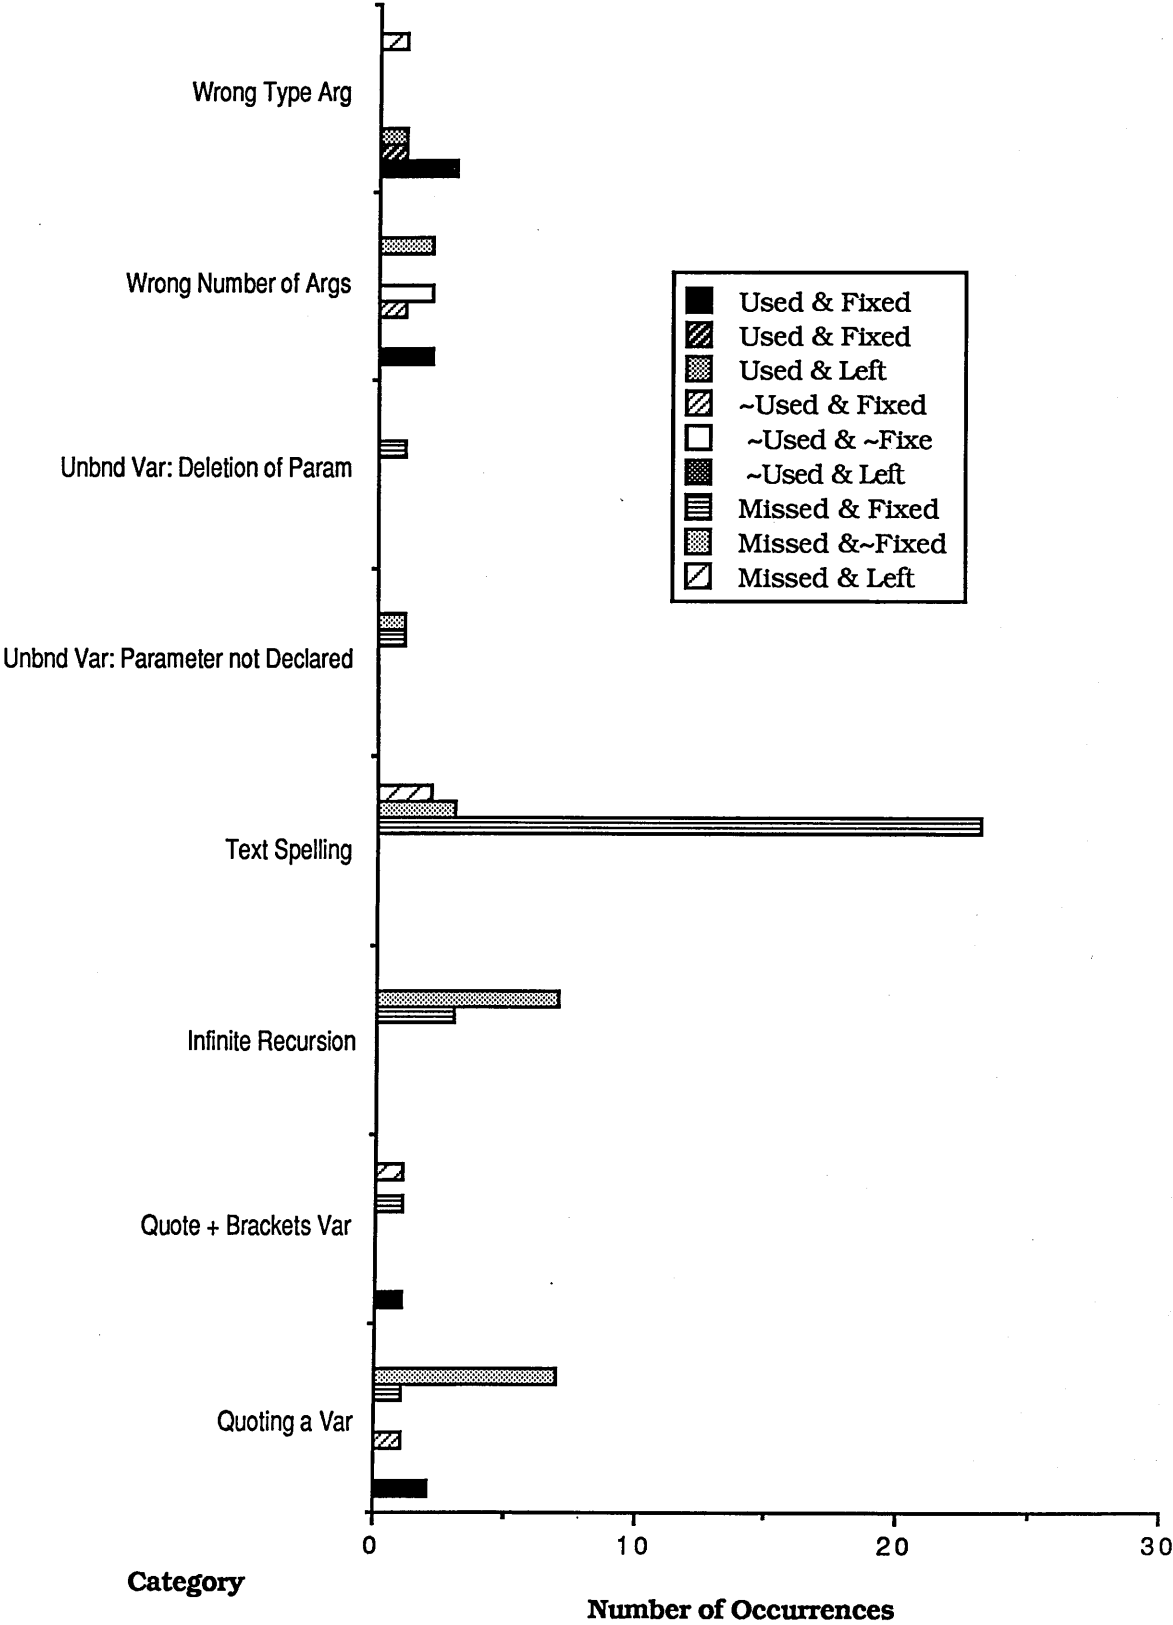 Wrong Type Arg
Wrong Number of Args
Used & Fixed
Used & Fixed
Used & Left
~Used & Fixed
~Used & ~Fixe
~Used & Left
Missed & Fixed
Missed &~Fixed
Missed & Left
Unbnd Var: Deletion of Param
Unbnd Var: Parameter not Declared
Text Spelling
Infinite Recursion
Quote + Brackets Var
Quoting a Var
0 10 20 30
Category
Number of Occurrences